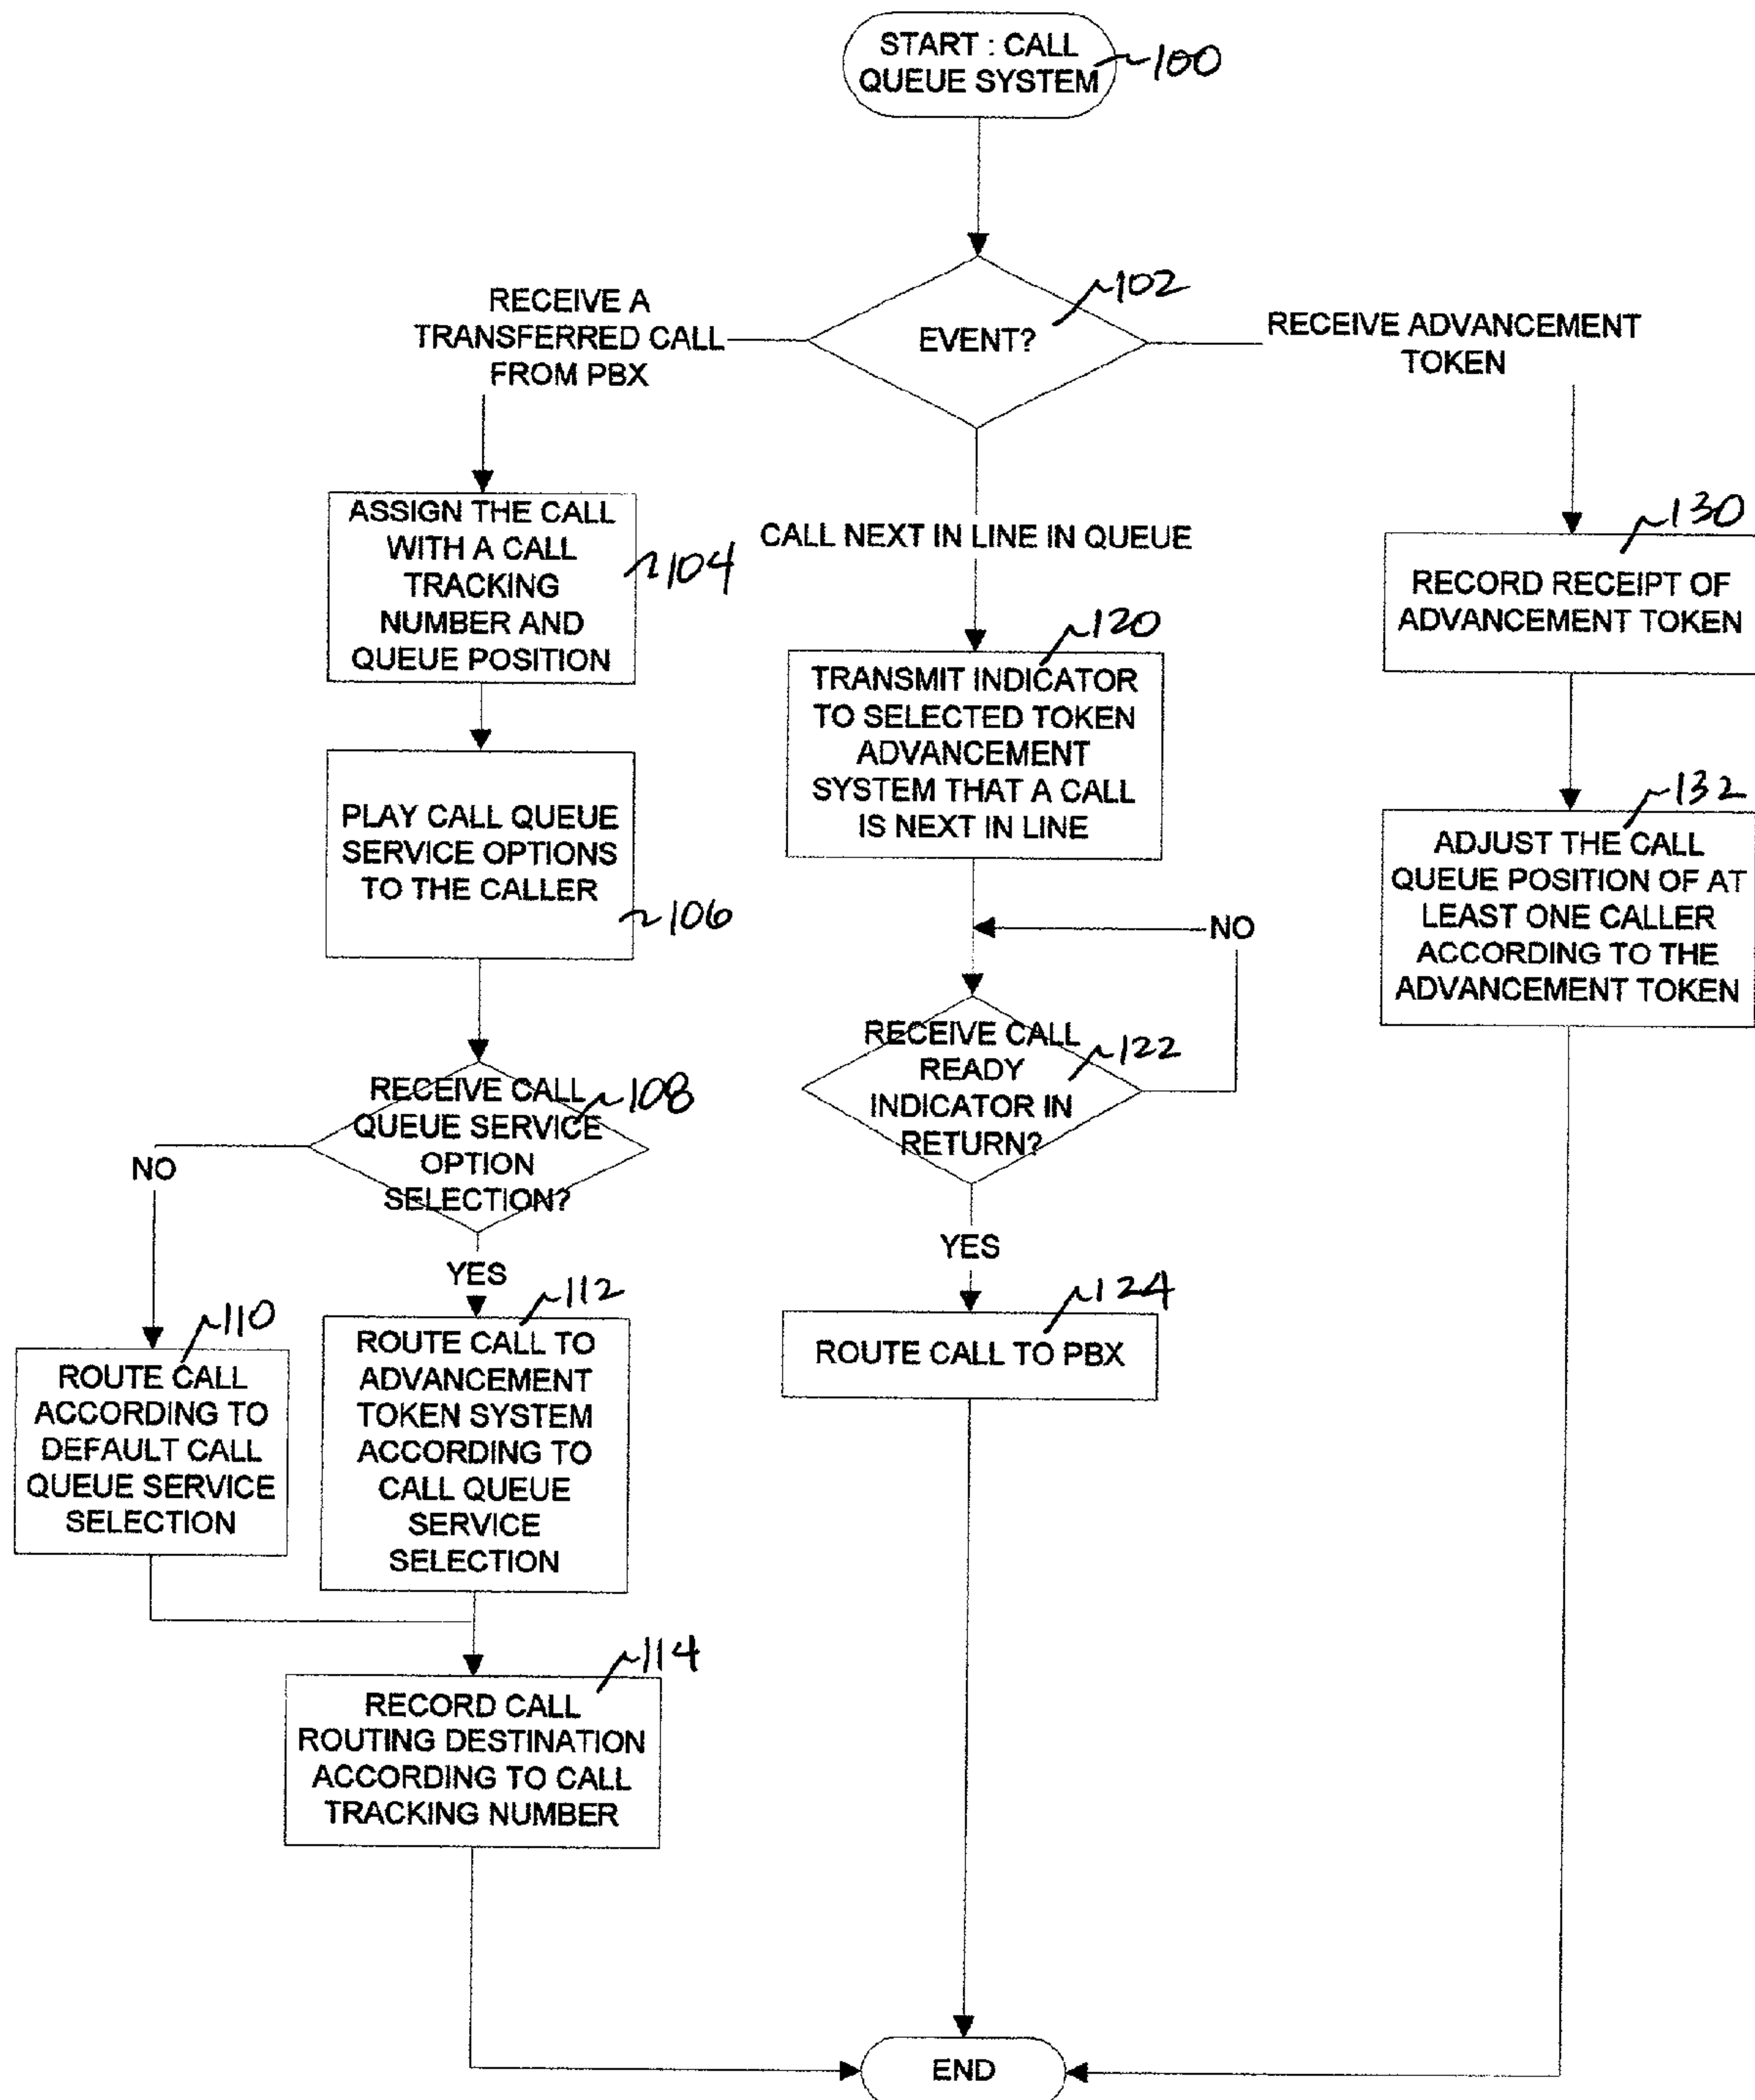 START : CALL
QUEUE SYSTEM
~100
EVENT?
~102
RECEIVE A
TRANSFERRED CALL
FROM PBX
ASSIGN THE CALL
WITH A CALL
TRACKING
NUMBER AND
QUEUE POSITION
~104
PLAY CALL QUEUE
SERVICE OPTIONS
TO THE CALLER
~106
RECEIVE CALL
QUEUE SERVICE
OPTION
SELECTION?
~108
NO
YES
~110
ROUTE CALL
ACCORDING TO
DEFAULT CALL
QUEUE SERVICE
SELECTION
~112
ROUTE CALL TO
ADVANCEMENT
TOKEN SYSTEM
ACCORDING TO
CALL QUEUE
SERVICE
SELECTION
~114
RECORD CALL
ROUTING DESTINATION
ACCORDING TO CALL
TRACKING NUMBER
CALL NEXT IN LINE IN QUEUE
~120
TRANSMIT INDICATOR
TO SELECTED TOKEN
ADVANCEMENT
SYSTEM THAT A CALL
IS NEXT IN LINE
NO
RECEIVE CALL
READY
INDICATOR IN
RETURN?
~122
YES
~124
ROUTE CALL TO PBX
RECEIVE ADVANCEMENT
TOKEN
~130
RECORD RECEIPT OF
ADVANCEMENT TOKEN
~132
ADJUST THE CALL
QUEUE POSITION OF AT
LEAST ONE CALLER
ACCORDING TO THE
ADVANCEMENT TOKEN
END